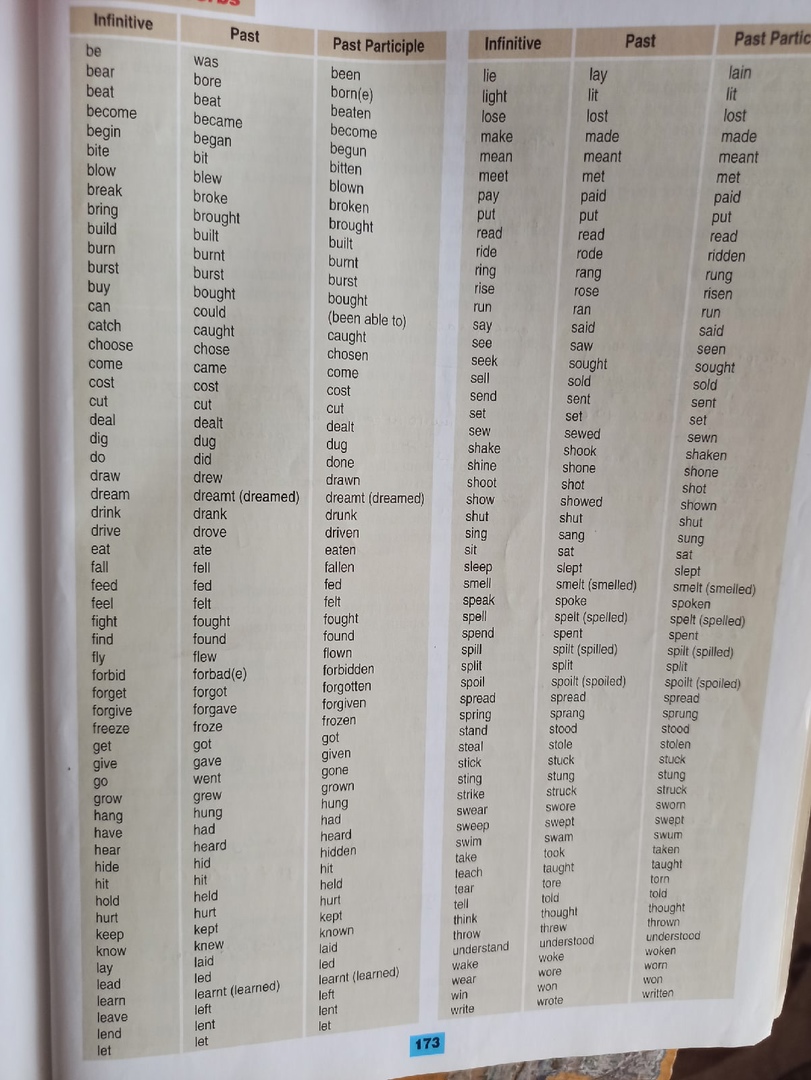 Infinitive Past Past Participle
be was been
bear bore born(e)
beat beat beaten
become became become
begin began begun
bite bit bitten
blow blew blown
break broke broken
bring brought brought
build built built
burn burnt burnt
burst burst burst
buy bought bought
can could (been able to)
catch caught caught
choose chose chosen
come came come
cost cost cost
cut cut cut
deal dealt dealt
dig dug dug
do did done
draw drew drawn
dream dreamt (dreamed) dreamt (dreamed)
drink drank drunk
drive drove driven
eat ate eaten
fall fell fallen
feed fed fed
feel felt felt
fight fought fought
find found found
fly flew flown
forbid forbad(e) forbidden
forget forgot forgotten
forgive forgave forgiven
freeze froze frozen
get got got
give gave given
go went gone
grow grew grown
hang hung hung
have had had
hear heard heard
hide hid hidden
hit hit hit
hold held held
hurt hurt hurt
keep kept kept
know knew known
lay laid laid
lead led led
learn learnt (learned) learnt (learned)
leave left left
lend lent lent
let let let
Infinitive Past Past Partic
lie lay lain
light lit lit
lose lost lost
make made made
mean meant meant
meet met met
pay paid paid
put put put
read read read
ride rode ridden
ring rang rung
rise rose risen
run ran run
say said said
see saw seen
seek sought sought
sell sold sold
send sent sent
set set set
sew sewed sewn
shake shook shaken
shine shone shone
shoot shot shot
show showed shown
shut shut shut
sing sang sung
sit sat sat
sleep slept slept
smell smelt (smelled) smelt (smelled)
speak spoke spoken
spell spelt (spelled) spelt (spelled)
spend spent spent
spill spilt (spilled) spilt (spilled)
split split split
spoil spoilt (spoiled) spoilt (spoiled)
spread spread spread
spring sprang sprung
stand stood stood
steal stole stolen
stick stuck stuck
sting stung stung
strike struck struck
swear swore sworn
sweep swept swept
swim swam swum
take took taken
teach taught taught
tear tore torn
tell told told
think thought thought
throw threw thrown
understand understood understood
wake woke woken
wear wore worn
win won won
write wrote written
173